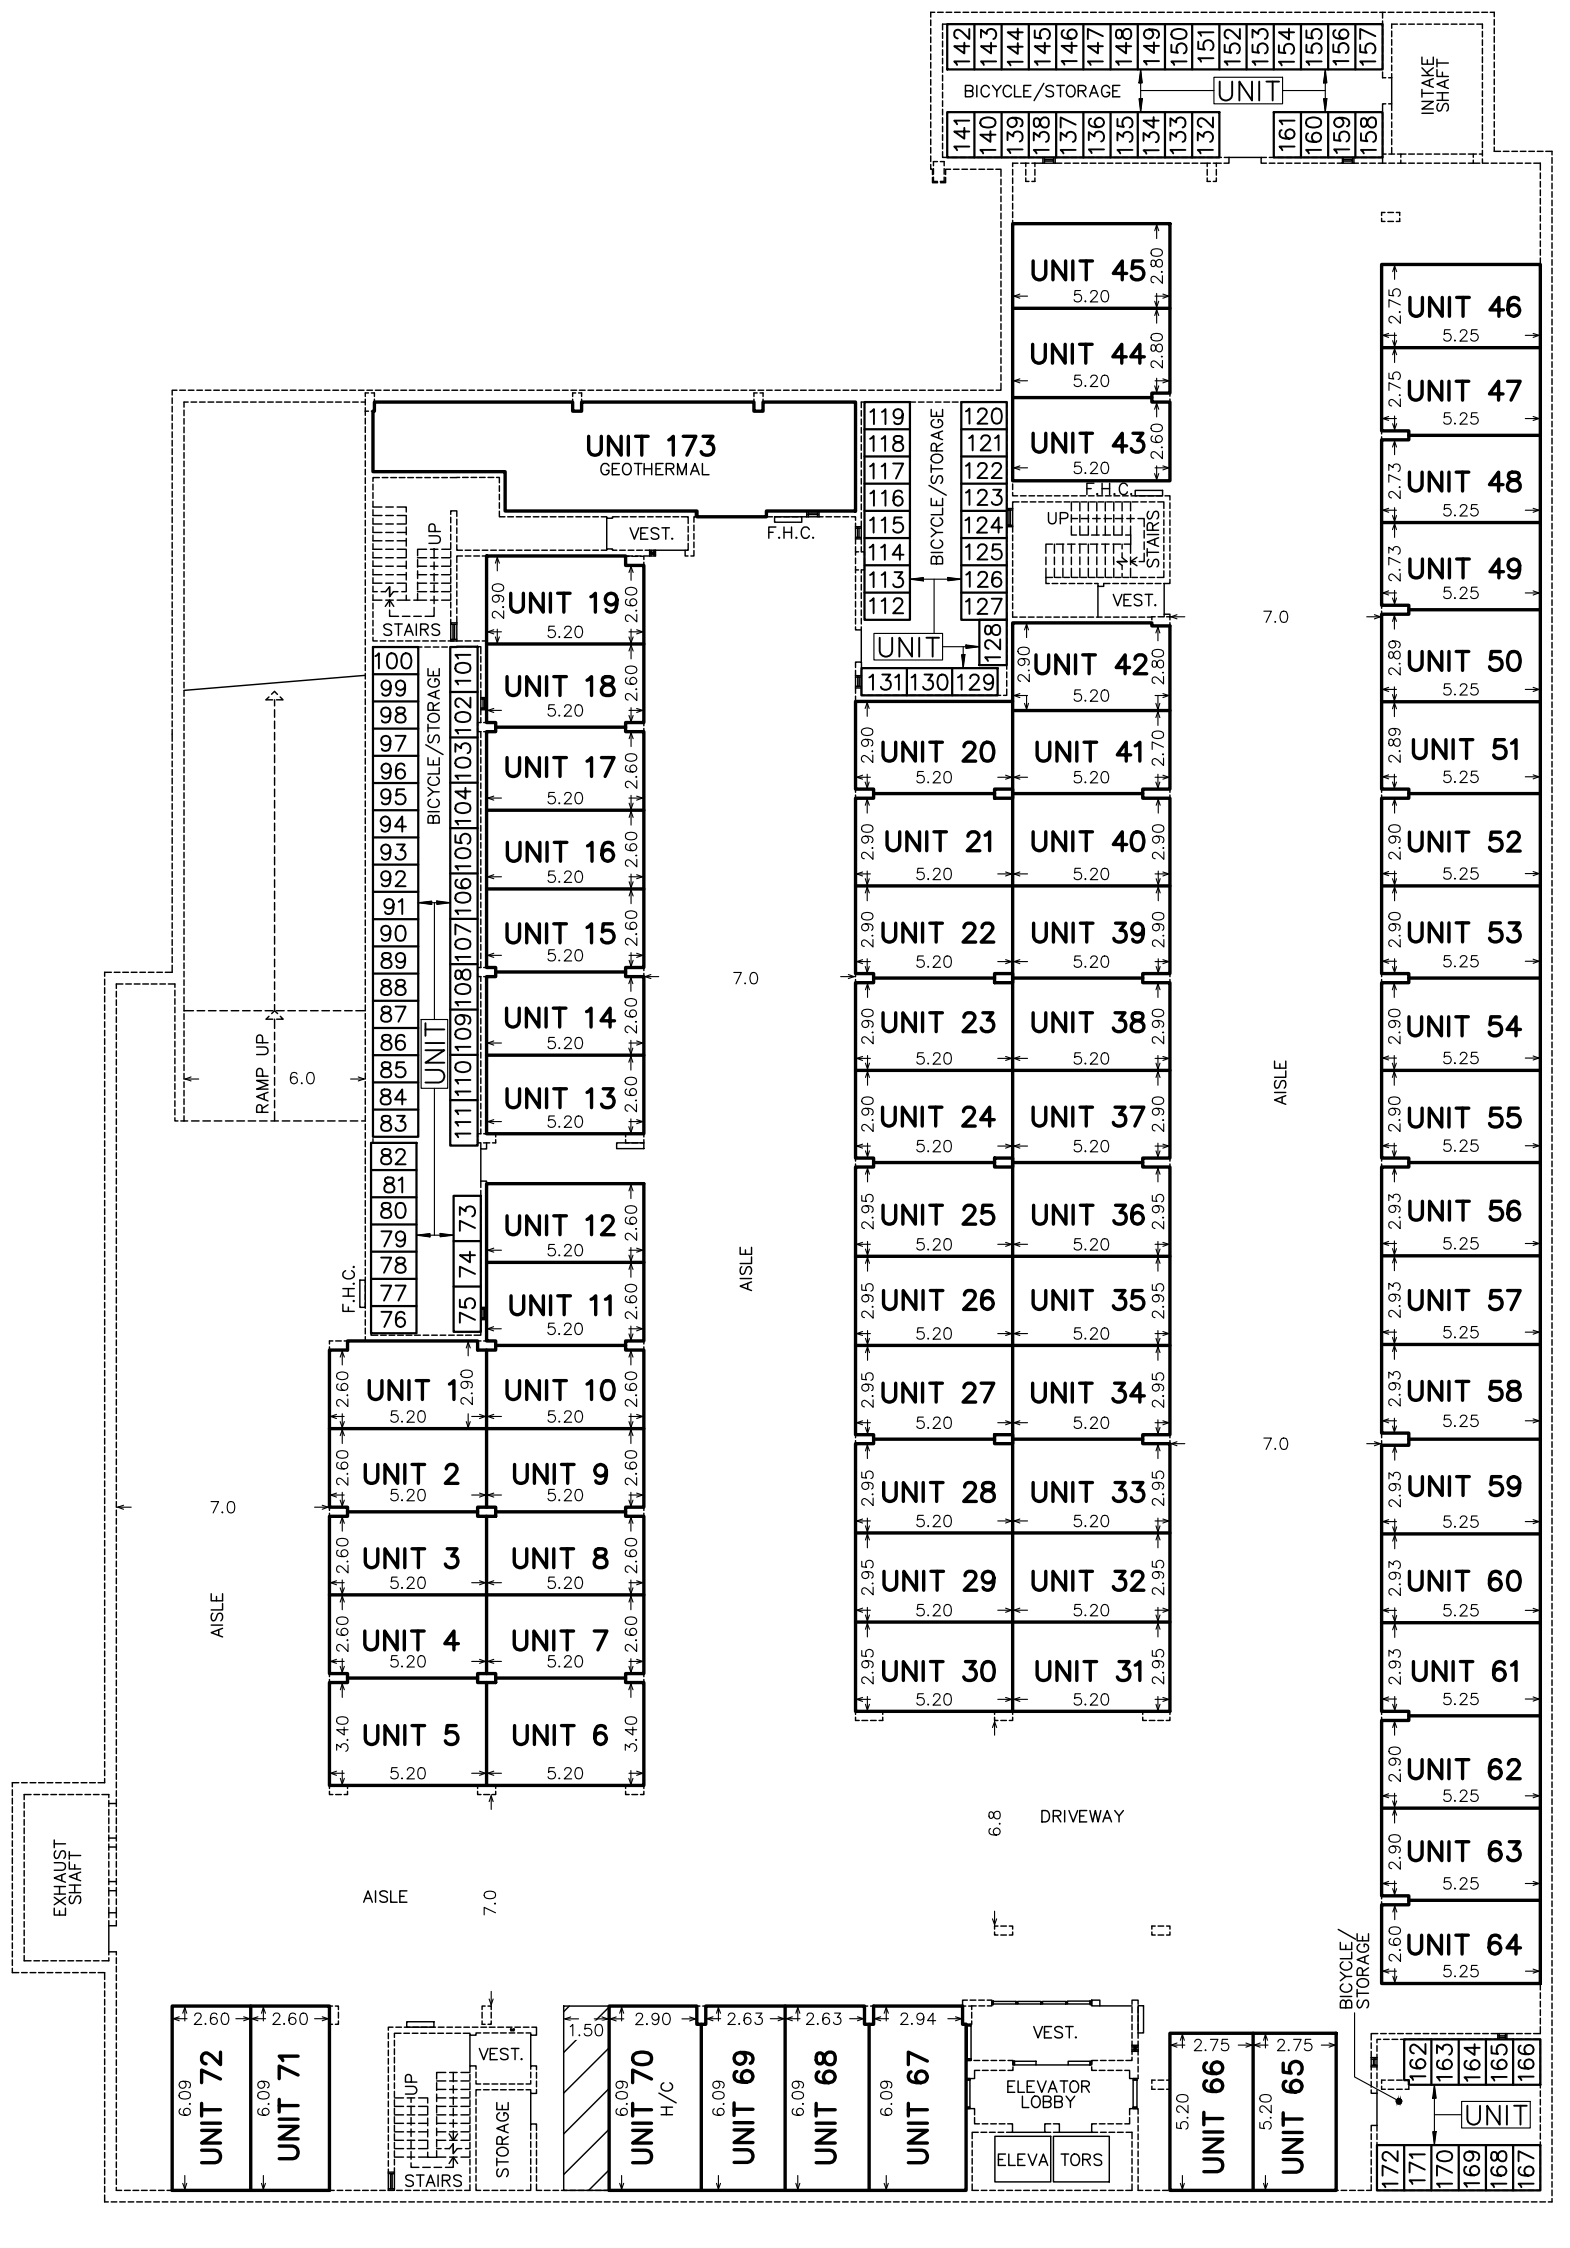 142 143 144 145 146 147 148 149 150 151 152 153 154 155 156 157
BICYCLE/STORAGE
UNIT
INTAKE
SHAFT
141 140 139 138 137 136 135 134 133 132
161 160 159 158
UNIT 45
2.80
5.20
UNIT 44
2.80
5.20
UNIT 43
2.60
5.20
F.H.C.
UP
STAIRS
VEST.
7.0
UNIT 42
2.90
2.80
5.20
UNIT 41
2.70
5.20
UNIT 40
2.90
5.20
UNIT 39
2.90
5.20
UNIT 38
2.90
5.20
UNIT 37
2.90
5.20
UNIT 36
2.95
5.20
UNIT 35
2.95
5.20
UNIT 34
2.95
5.20
UNIT 33
2.95
5.20
UNIT 32
2.95
5.20
UNIT 31
2.95
5.20
UNIT 46
2.75
5.25
UNIT 47
2.75
5.25
UNIT 48
2.73
5.25
UNIT 49
2.73
5.25
UNIT 50
2.89
5.25
UNIT 51
2.89
5.25
UNIT 52
2.90
5.25
UNIT 53
2.90
5.25
UNIT 54
2.90
5.25
UNIT 55
2.90
5.25
UNIT 56
2.93
5.25
UNIT 57
2.93
5.25
UNIT 58
2.93
5.25
UNIT 59
2.93
5.25
UNIT 60
2.93
5.25
UNIT 61
2.93
5.25
UNIT 62
2.90
5.25
UNIT 63
2.90
5.25
UNIT 64
2.60
5.25
AISLE
7.0
UNIT 173
GEOTHERMAL
VEST.
F.H.C.
UP
STAIRS
119
118
117
116
115
114
113
112
BICYCLE/STORAGE
120
121
122
123
124
125
126
127
128
UNIT
131 130 129
UNIT 19
2.90
2.60
5.20
UNIT 18
2.60
5.20
UNIT 17
2.60
5.20
UNIT 16
2.60
5.20
UNIT 15
2.60
5.20
UNIT 14
2.60
5.20
UNIT 13
2.60
5.20
UNIT 12
2.60
5.20
UNIT 11
2.60
5.20
7.0
AISLE
UNIT 20
2.90
5.20
UNIT 21
2.90
5.20
UNIT 22
2.90
5.20
UNIT 23
2.90
5.20
UNIT 24
2.90
5.20
UNIT 25
2.95
5.20
UNIT 26
2.95
5.20
UNIT 27
2.95
5.20
UNIT 28
2.95
5.20
UNIT 29
2.95
5.20
UNIT 30
2.95
5.20
100
99
98
97
96
95
94
93
92
91
90
89
88
87
86
85
84
83
82
81
80
79
78
77
76
BICYCLE/STORAGE
UNIT
101
102
103
104
105
106
107
108
109
110
111
73
74
75
RAMP UP
6.0
F.H.C.
UNIT 1
2.60
2.90
5.20
UNIT 10
2.60
5.20
UNIT 2
2.60
5.20
UNIT 9
2.60
5.20
UNIT 3
2.60
5.20
UNIT 8
2.60
5.20
UNIT 4
2.60
5.20
UNIT 7
2.60
5.20
UNIT 5
3.40
5.20
UNIT 6
3.40
5.20
7.0
AISLE
EXHAUST
SHAFT
AISLE
7.0
6.8
DRIVEWAY
UNIT 72
2.60
6.09
UNIT 71
2.60
6.09
VEST.
UP
STAIRS
STORAGE
1.50
UNIT 70
H/C
2.90
6.09
UNIT 69
2.63
6.09
UNIT 68
2.63
6.09
UNIT 67
2.94
6.09
VEST.
ELEVATOR
LOBBY
ELEVA TORS
UNIT 66
2.75
5.20
UNIT 65
2.75
5.20
BICYCLE/
STORAGE
162 163 164 165 166
UNIT
172 171 170 169 168 167